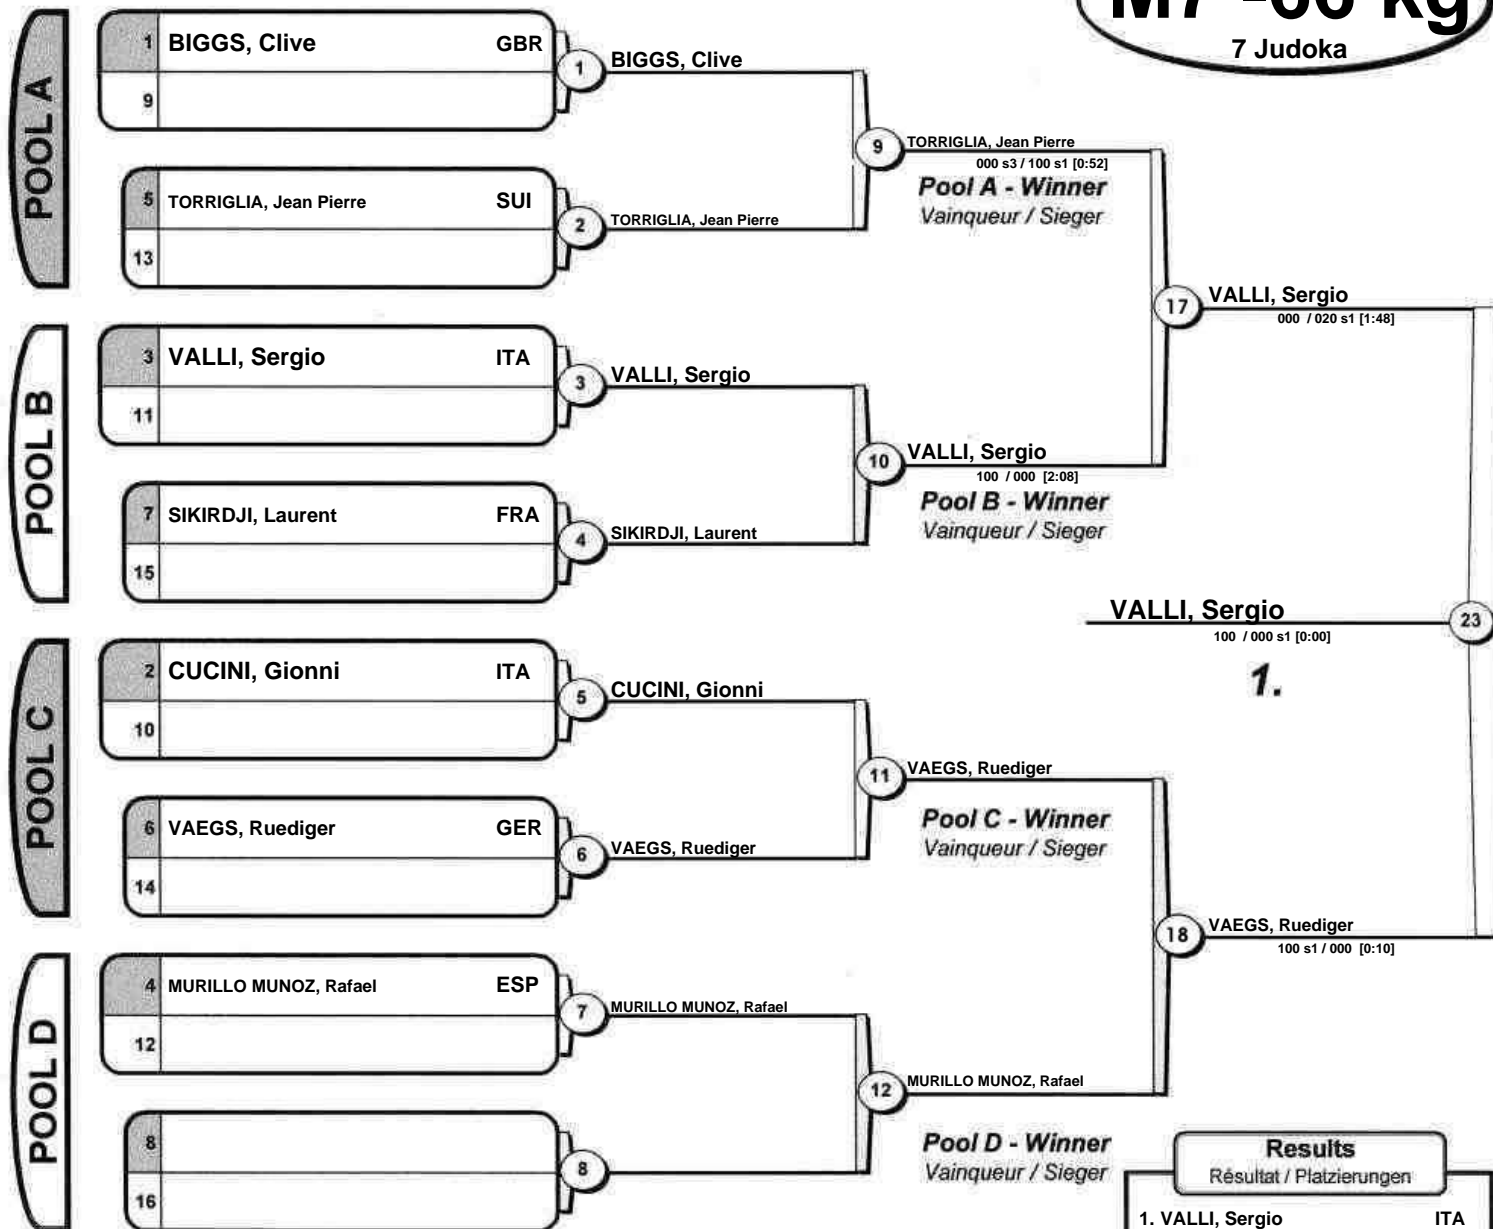 M7 -66 kg
7 Judoka
POOL A
1 BIGGS, Clive GBR
9
1 BIGGS, Clive
5 TORRIGLIA, Jean Pierre SUI
13
2 TORRIGLIA, Jean Pierre
9 TORRIGLIA, Jean Pierre
000 s3 / 100 s1 [0:52]
Pool A - Winner
Vainqueur / Sieger
POOL B
3 VALLI, Sergio ITA
11
3 VALLI, Sergio
7 SIKIRDJI, Laurent FRA
15
4 SIKIRDJI, Laurent
10 VALLI, Sergio
100 / 000 [2:08]
Pool B - Winner
Vainqueur / Sieger
17 VALLI, Sergio
000 / 020 s1 [1:48]
VALLI, Sergio 23
100 / 000 s1 [0:00]
1.
POOL C
2 CUCINI, Gionni ITA
10
5 CUCINI, Gionni
6 VAEGS, Ruediger GER
14
6 VAEGS, Ruediger
11 VAEGS, Ruediger
Pool C - Winner
Vainqueur / Sieger
POOL D
4 MURILLO MUNOZ, Rafael ESP
12
7 MURILLO MUNOZ, Rafael
8
16
8
12 MURILLO MUNOZ, Rafael
Pool D - Winner
Vainqueur / Sieger
18 VAEGS, Ruediger
100 s1 / 000 [0:10]
Results
Résultat / Platzierungen
1. VALLI, Sergio ITA